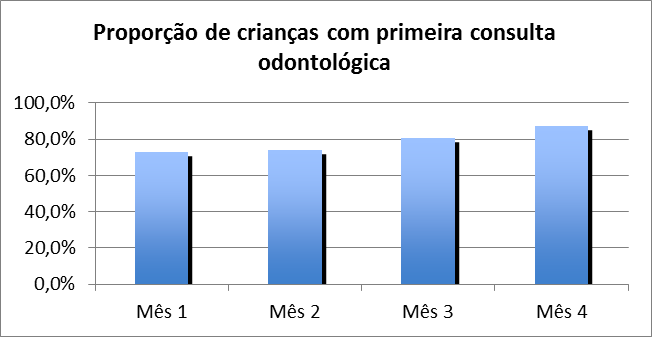 Proporção de crianças com primeira consulta
odontológica
100,0%
80,0%
60,0%
40,0%
20,0%
0,0%
Mês 1 Mês 2 Mês 3 Mês 4